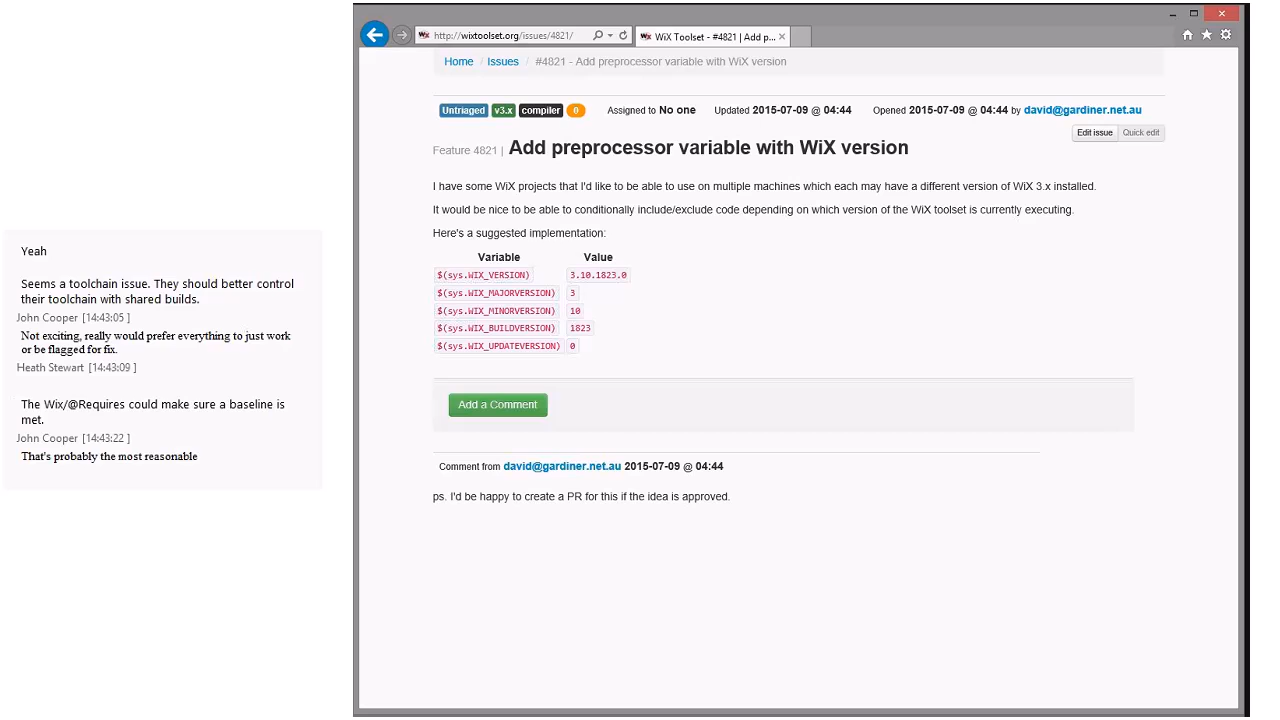 Yeah
Seems a toolchain issue. They should better control
their toolchain with shared builds.
John Cooper [14:43:05 ]
Not exciting, really would prefer everything to just work
or be flagged for fix.
Heath Stewart [14:43:09 ]
The Wix/@Requires could make sure a baseline is
met.
John Cooper [14:43:22 ]
That's probably the most reasonable
http://wixtoolset.org/issues/4821/
WiX Toolset - #4821 | Add p...
Home / Issues / #4821 - Add preprocessor variable with WiX version
Untriaged v3.x compiler 0 Assigned to No one Updated 2015-07-09 @ 04:44 Opened 2015-07-09 @ 04:44 by david@gardiner.net.au
Edit issue Quick edit
Feature 4821 | Add preprocessor variable with WiX version
I have some WiX projects that I'd like to be able to use on multiple machines which each may have a different version of WiX 3.x installed.
It would be nice to be able to conditionally include/exclude code depending on which version of the WiX toolset is currently executing.
Here's a suggested implementation:
Variable Value
$(sys.WIX_VERSION) 3.10.1823.0
$(sys.WIX_MAJORVERSION) 3
$(sys.WIX_MINORVERSION) 10
$(sys.WIX_BUILDVERSION) 1823
$(sys.WIX_UPDATEVERSION) 0
Add a Comment
Comment from david@gardiner.net.au 2015-07-09 @ 04:44
ps. I'd be happy to create a PR for this if the idea is approved.